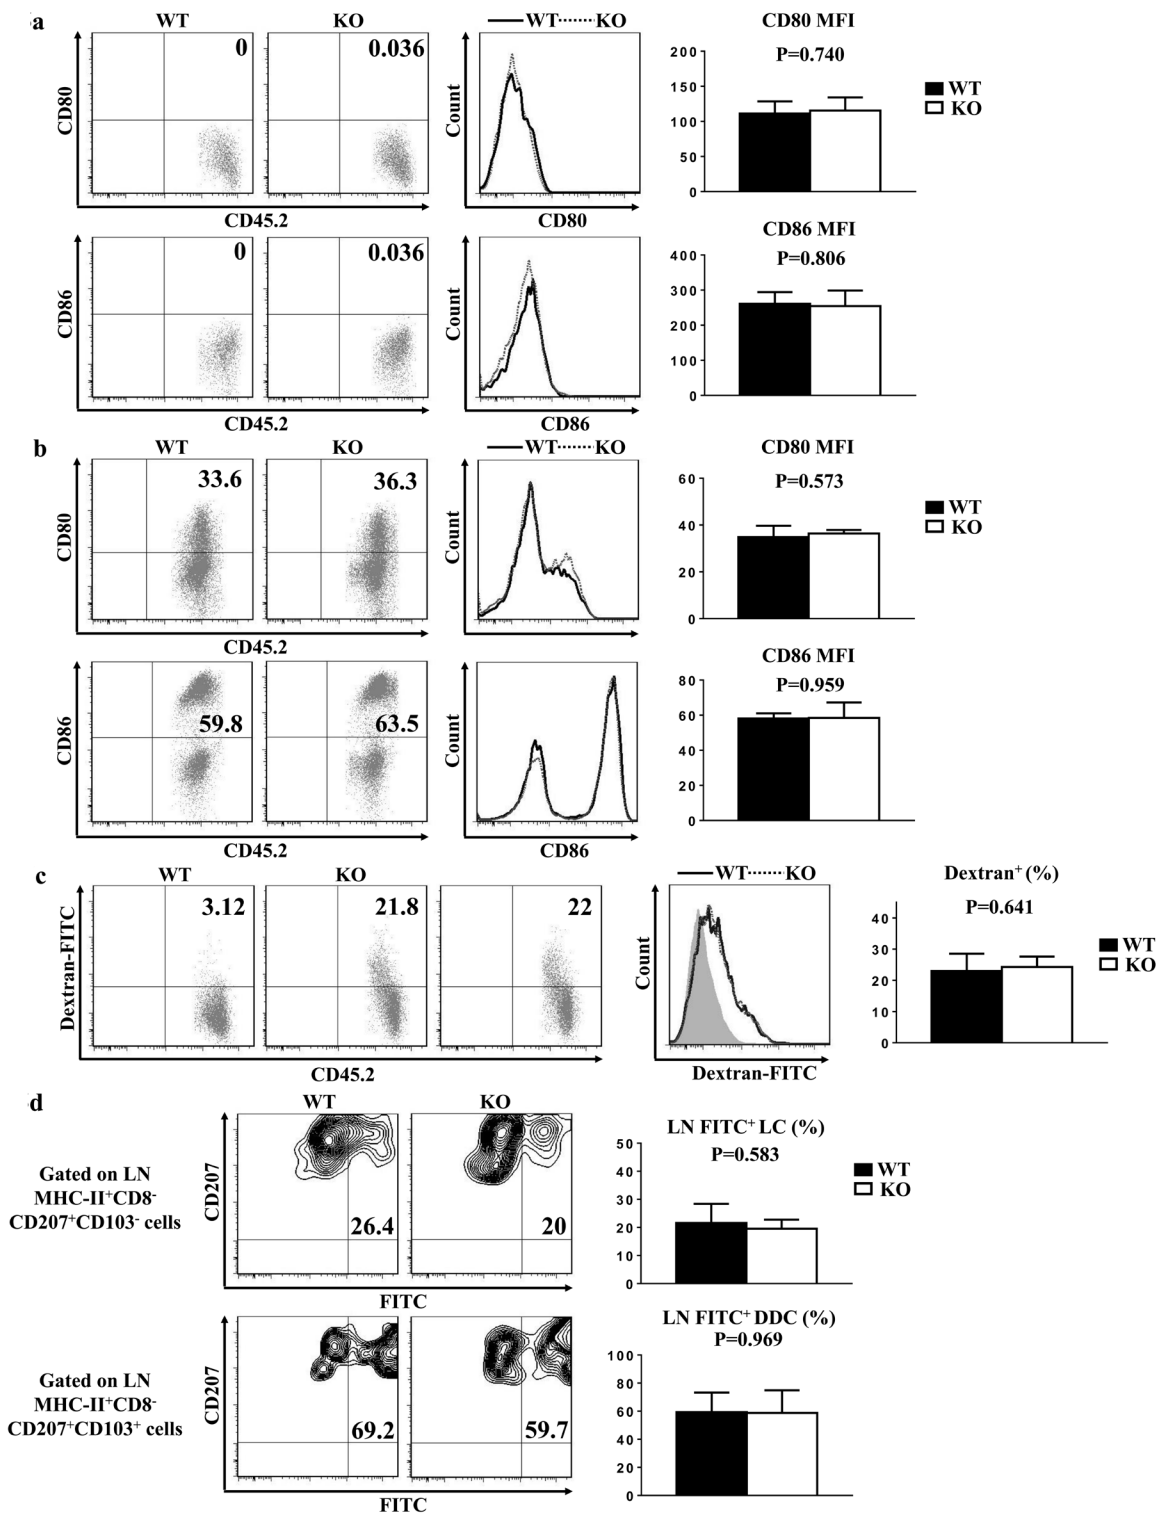 a
WT KO WT KO CD80 MFI
0 0.036 P=0.740
CD80 Count
200
150
100
50
0
WT
KO
CD45.2 CD80
0 0.036 CD86 MFI
P=0.806
CD86 Count
400
300
200
100
0
CD45.2 CD86
b
WT KO WT KO CD80 MFI
33.6 36.3 P=0.573
CD80 Count
60
40
20
0
WT
KO
CD45.2 CD80
59.8 63.5 CD86 MFI
P=0.959
CD86 Count
80
60
40
20
0
CD45.2 CD86
c
WT KO WT KO Dextran⁺ (%)
3.12 21.8 22 P=0.641
Dextran-FITC Count
40
30
20
10
0
WT
KO
CD45.2 Dextran-FITC
d
WT KO LN FITC⁺ LC (%)
P=0.583
Gated on LN
MHC-II⁺CD8⁻
CD207⁺CD103⁻ cells
CD207
26.4 20
50
40
30
20
10
0
WT
KO
FITC
LN FITC⁺ DDC (%)
P=0.969
Gated on LN
MHC-II⁺CD8⁻
CD207⁺CD103⁺ cells
CD207
69.2 59.7
100
80
60
40
20
0
FITC